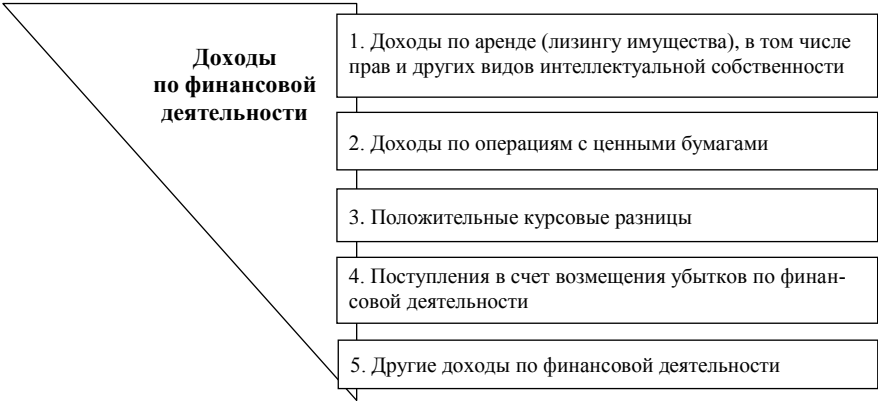 Доходы
по финансовой
деятельности
1. Доходы по аренде (лизингу имущества), в том числе
прав и других видов интеллектуальной собственности
2. Доходы по операциям с ценными бумагами
3. Положительные курсовые разницы
4. Поступления в счет возмещения убытков по финан-
совой деятельности
5. Другие доходы по финансовой деятельности